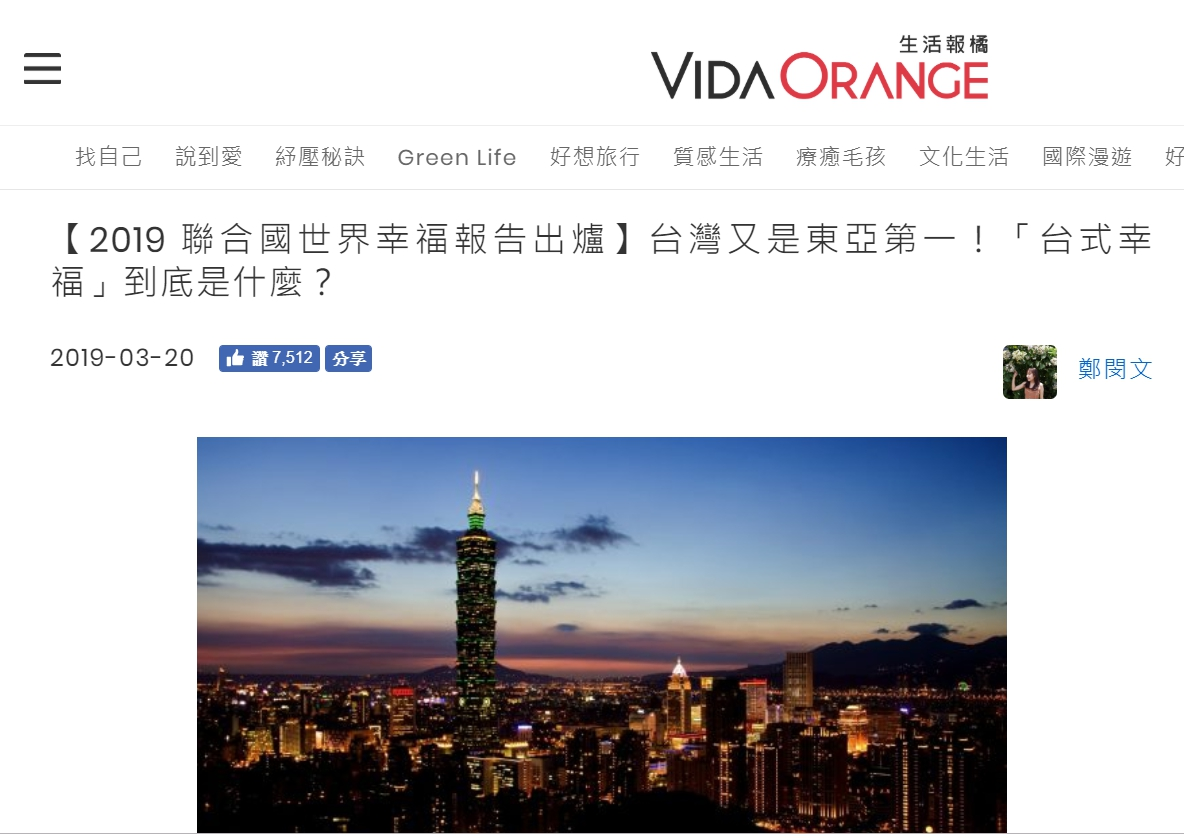 生活報橘
VIDAORANGE
找自己 說到愛 紓壓秘訣 Green Life 好想旅行 質感生活 療癒毛孩 文化生活 國際漫遊 好
【2019 聯合國世界幸福報告出爐】台灣又是東亞第一！「台式幸
福」到底是什麼？
2019-03-20 讚 7,512 分享 鄭閔文